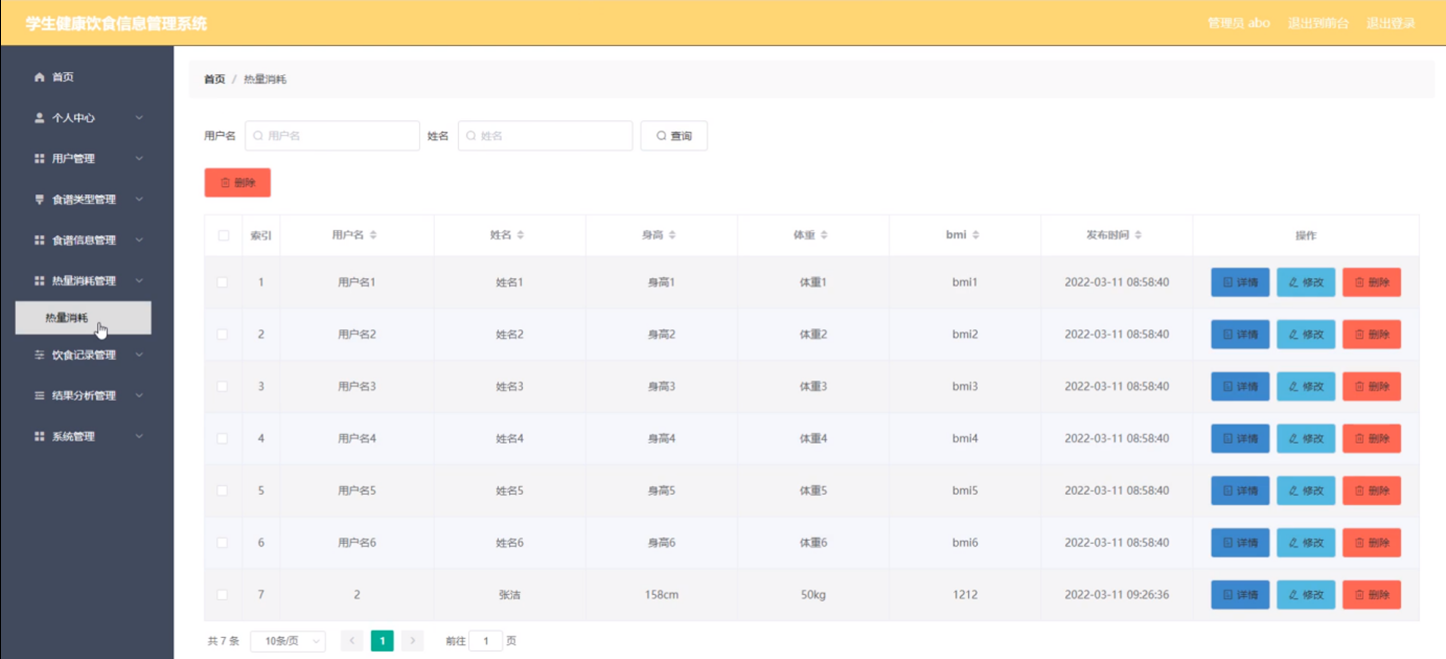 学生健康饮食信息管理系统
管理员 abo 退出到前台 退出登录
首页
个人中心
用户管理
食谱类型管理
食谱信息管理
热量消耗管理
热量消耗
饮食记录管理
结果分析管理
系统管理
首页 / 热量消耗
用户名 用户名 姓名 姓名 查询
删除
索引 用户名 姓名 身高 体重 bmi 发布时间 操作
1 用户名1 姓名1 身高1 体重1 bmi1 2022-03-11 08:58:40 详情 修改 删除
2 用户名2 姓名2 身高2 体重2 bmi2 2022-03-11 08:58:40 详情 修改 删除
3 用户名3 姓名3 身高3 体重3 bmi3 2022-03-11 08:58:40 详情 修改 删除
4 用户名4 姓名4 身高4 体重4 bmi4 2022-03-11 08:58:40 详情 修改 删除
5 用户名5 姓名5 身高5 体重5 bmi5 2022-03-11 08:58:40 详情 修改 删除
6 用户名6 姓名6 身高6 体重6 bmi6 2022-03-11 08:58:40 详情 修改 删除
7 2 张洁 158cm 50kg 1212 2022-03-11 09:26:36 详情 修改 删除
共 7 条 10条/页 < 1 > 前往 1 页